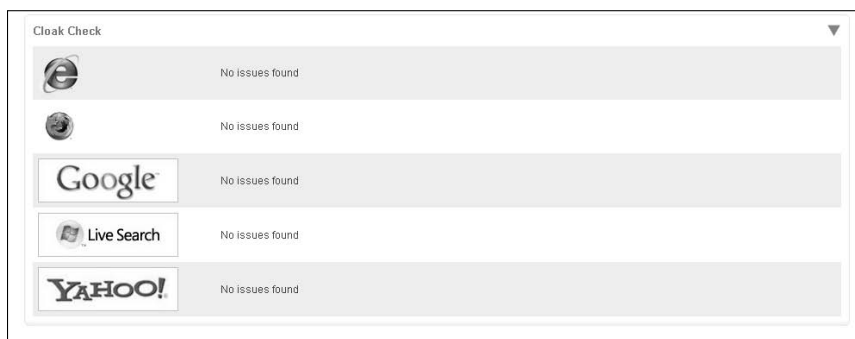 Cloak Check
No issues found
No issues found
Google No issues found
Live Search No issues found
YAHOO! No issues found